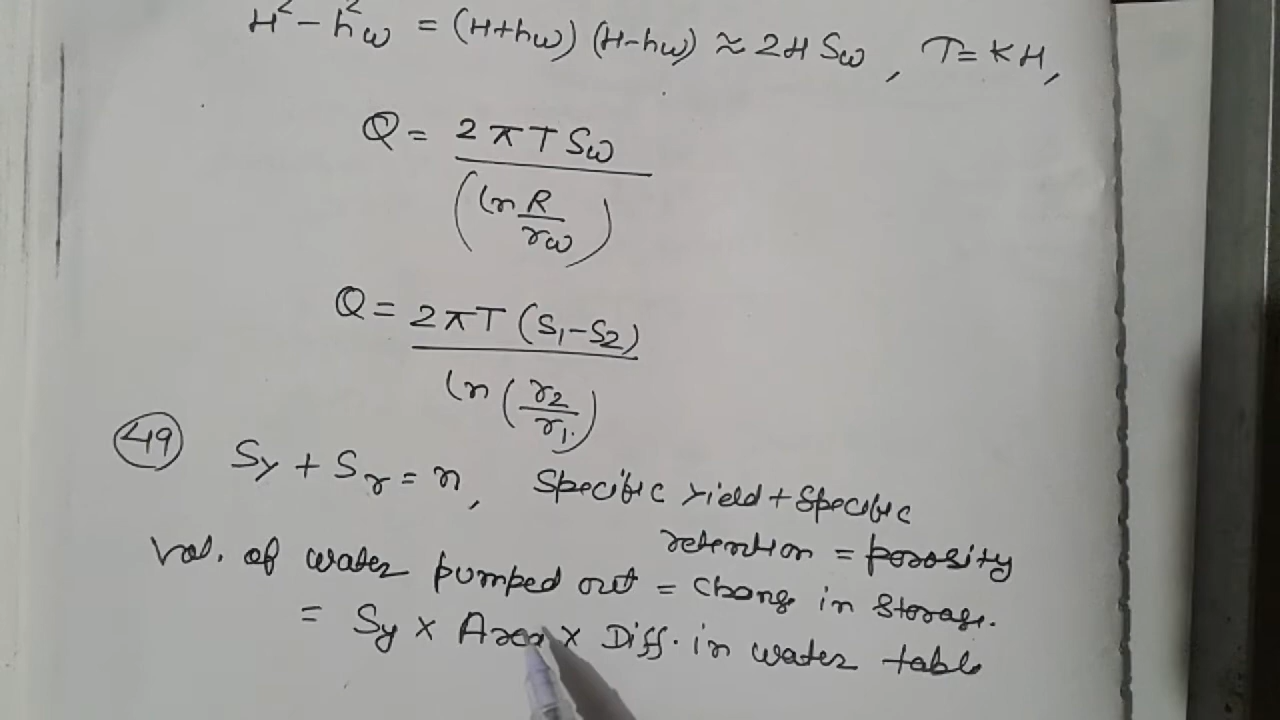 H² - h²w = (H+hw) (H-hw) ≈ 2H Sw , T = KH,
Q = 2πT Sw / (ln R/rw)
Q = 2πT (S1-S2) / ln (r2/r1)
49 Sy + Sr = n, Specific yield + Specific
retention = porosity
Vol. of water pumped out = change in storage.
= Sy × Area × Diff. in water table